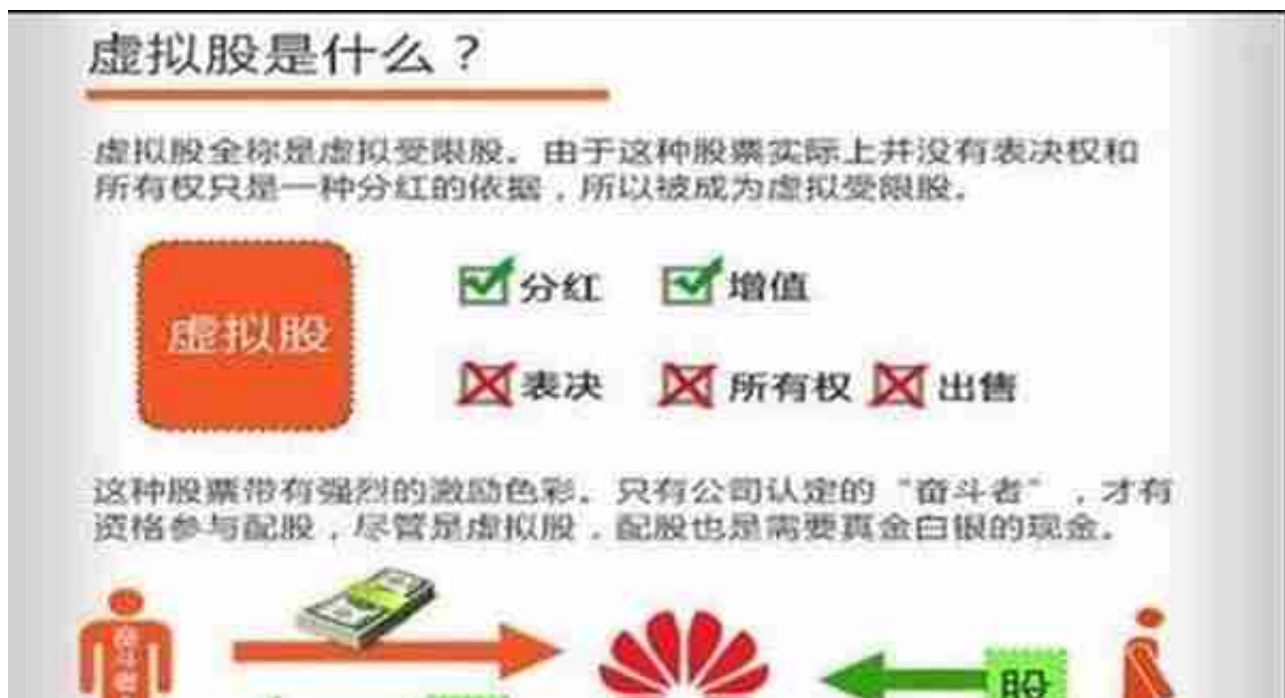 虚拟股是什么？
虚拟股全称是虚拟受限股。由于这种股票实际上并没有表决权和
所有权只是一种分红的依据，所以被成为虚拟受限股。
虚拟股
分红 增值
表决 所有权 出售
这种股票带有强烈的激励色彩。只有公司认定的“奋斗者”，才有
资格参与配股，尽管是虚拟股，配股也是需要真金白银的现金。
奋斗者
股